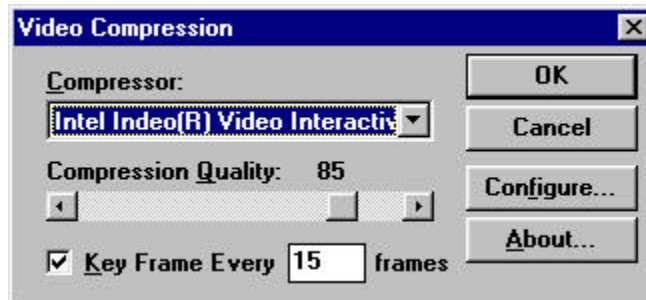 Video Compression
Compressor:
Intel Indeo(R) Video Interactiv
Compression Quality: 85
Key Frame Every 15 frames
OK
Cancel
Configure...
About...